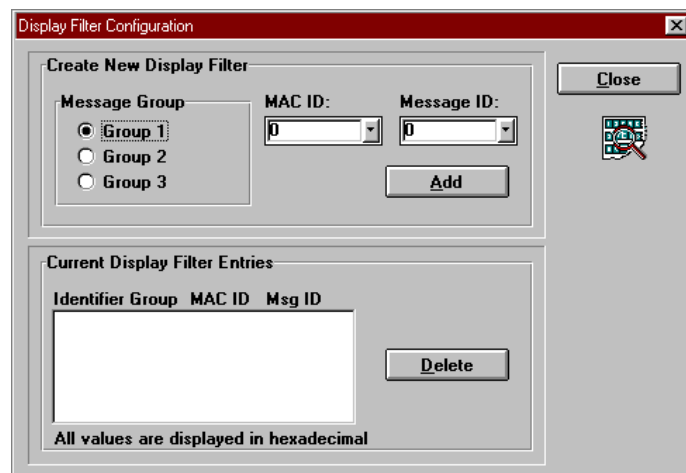 Display Filter Configuration
Create New Display Filter
Close
Message Group
MAC ID:
Message ID:
Group 1
0
0
Group 2
Group 3
Add
Current Display Filter Entries
Identifier Group MAC ID Msg ID
Delete
All values are displayed in hexadecimal